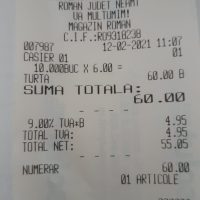 ROMAN JUDET NEAMT
VA MULTUMIM!
MAGAZIN ROMAN
C.I.F.:RO9318238
007987 12-02-2021 11:07
CASIER 01 01
10.000BUC X 6.00 =
TURTA 60.00 B
SUMA TOTALA:
60.00
- - - -
9.00% TVA*B 4.95
TOTAL TVA: 4.95
TOTAL NET: 55.05
- - - -
NUMERAR 60.00
01 ARTICOLE